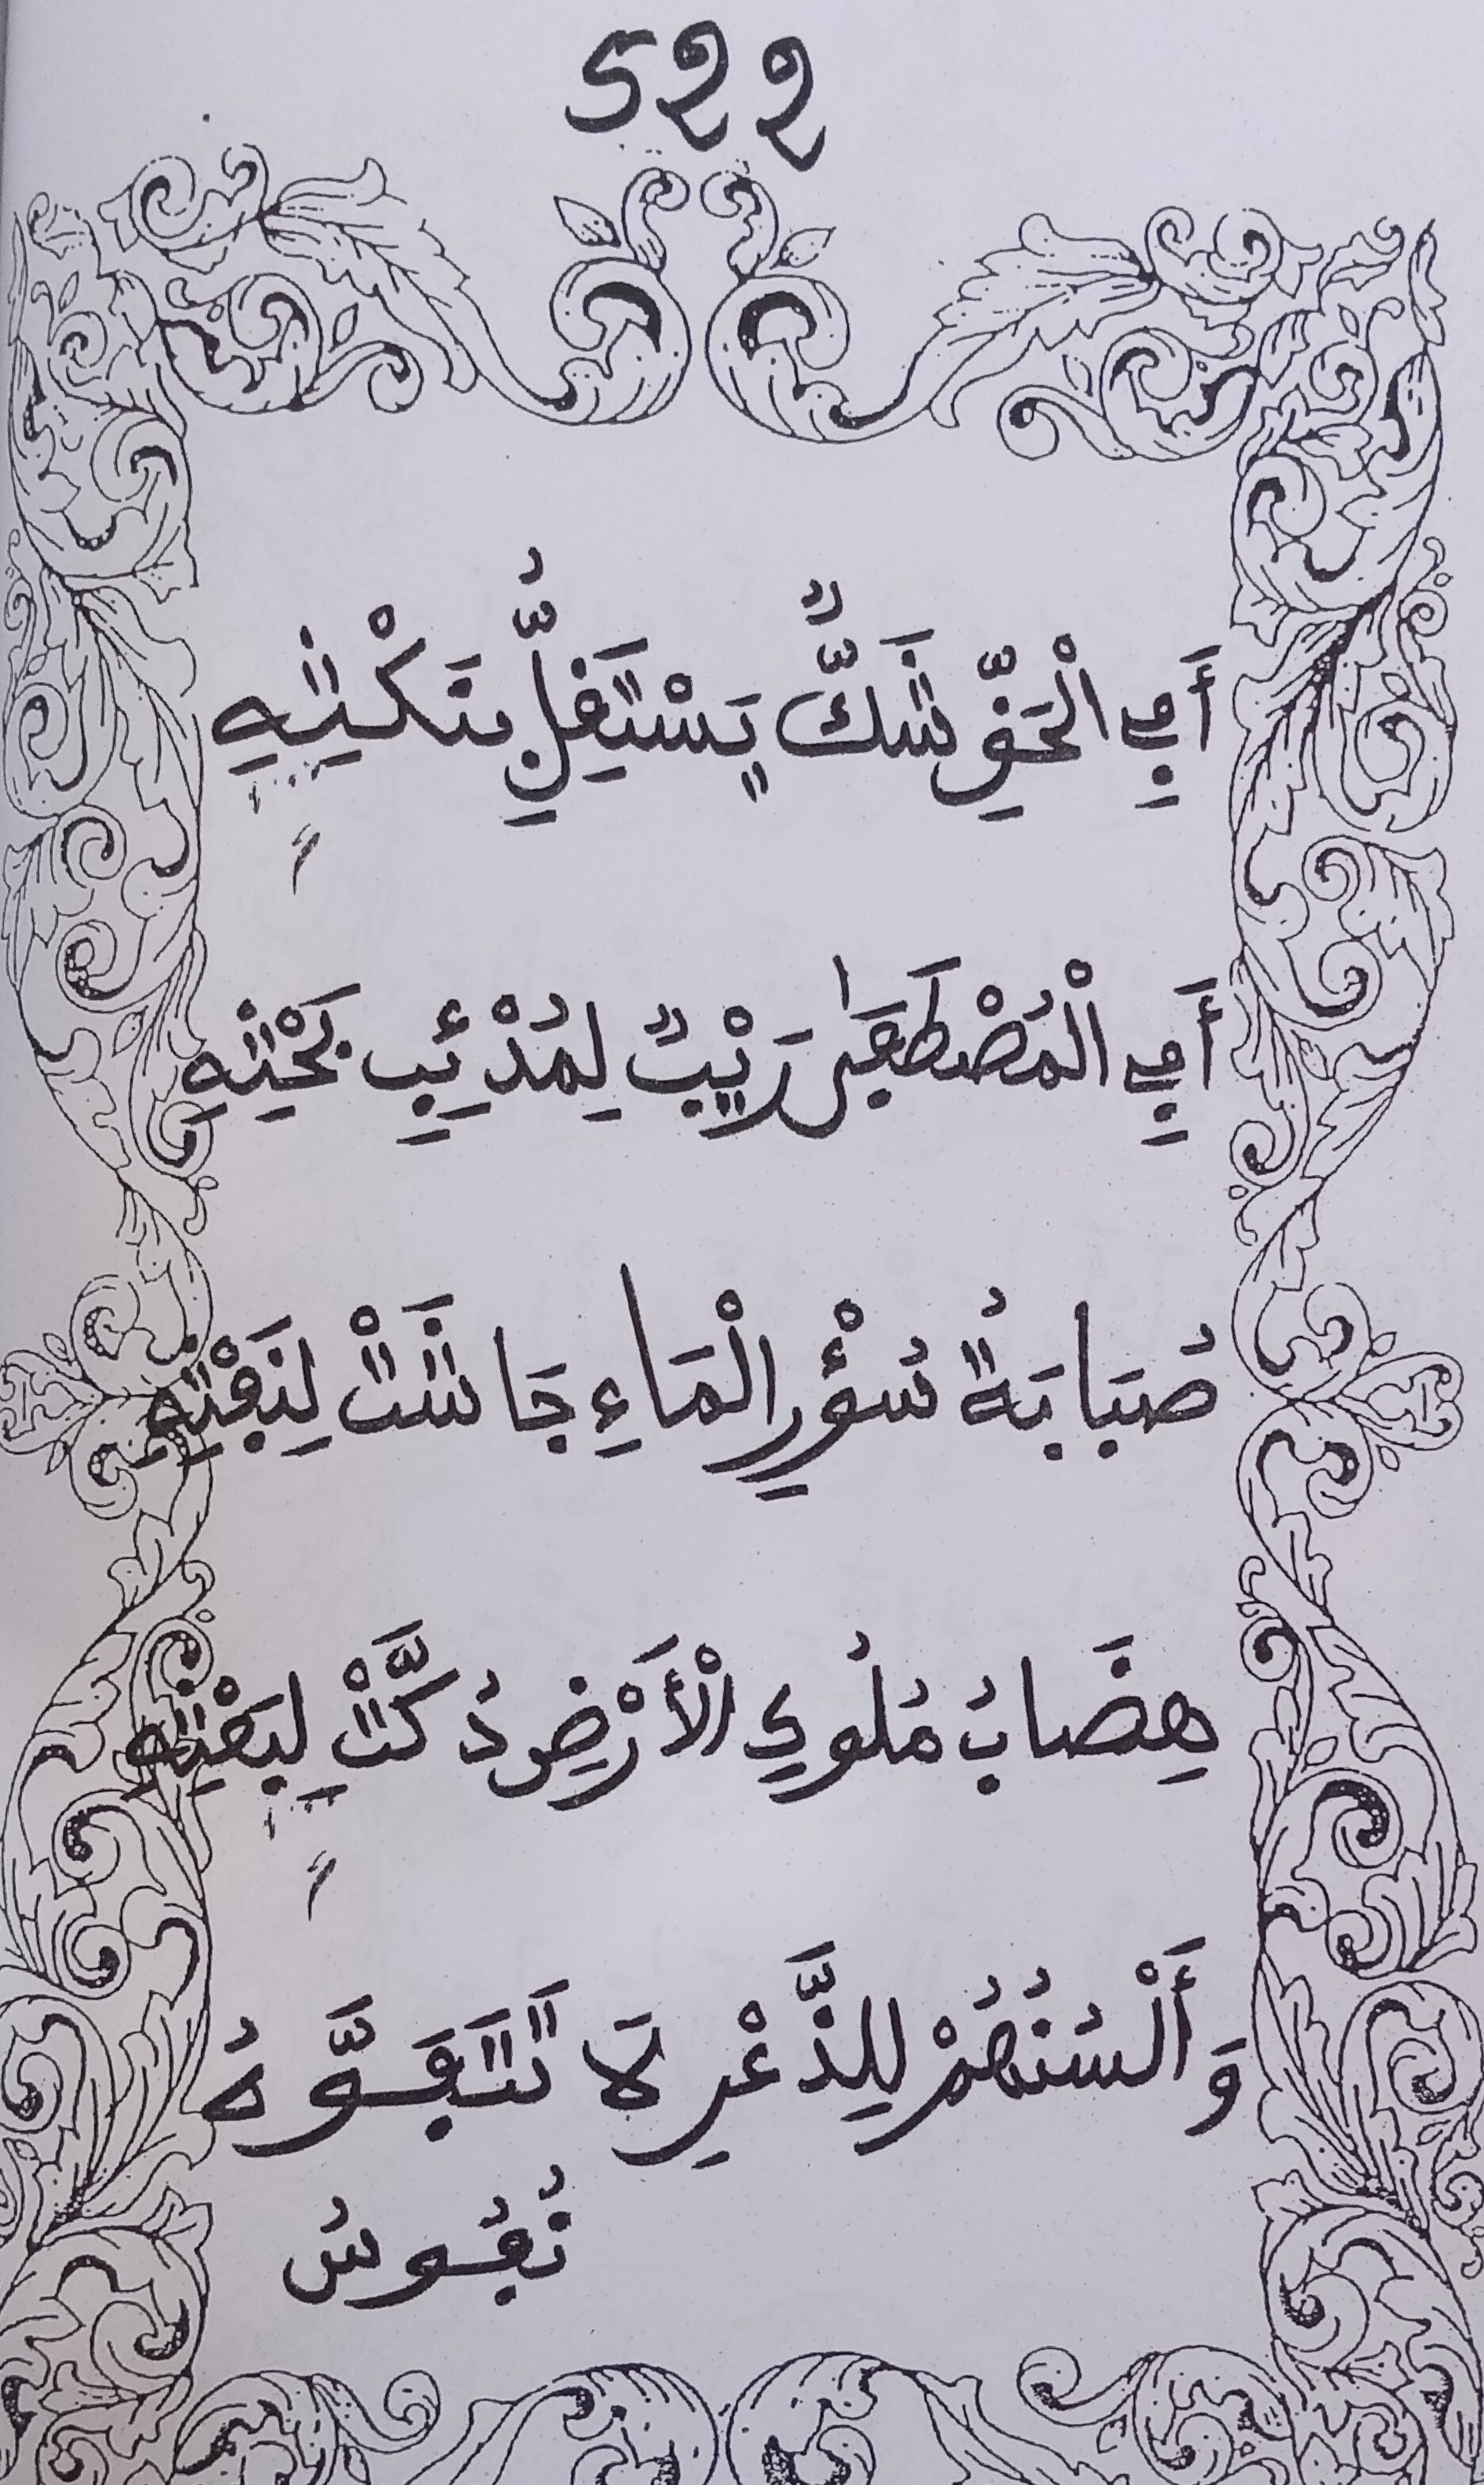 522
أَفِي الْحَقِّ شَكٌّ يَسْتَقِلُّ بِنَكْثِهِ
أَفِي الْمُصْطَفَى رَيْبٌ لِمُدْئِبِ بَحْثِهِ
صُبَابَةُ سُؤْرِ الْمَاءِ جَاشَتْ لِنَفْثِهِ
هِضَابُ مُلُوكِ الْأَرْضِ دُكَّتْ لِبَعْثِهِ
وَأَلْسُنُهُمْ لِلذَّعْرِ لَا تَتَفَوَّهُ
نُفُوسُ